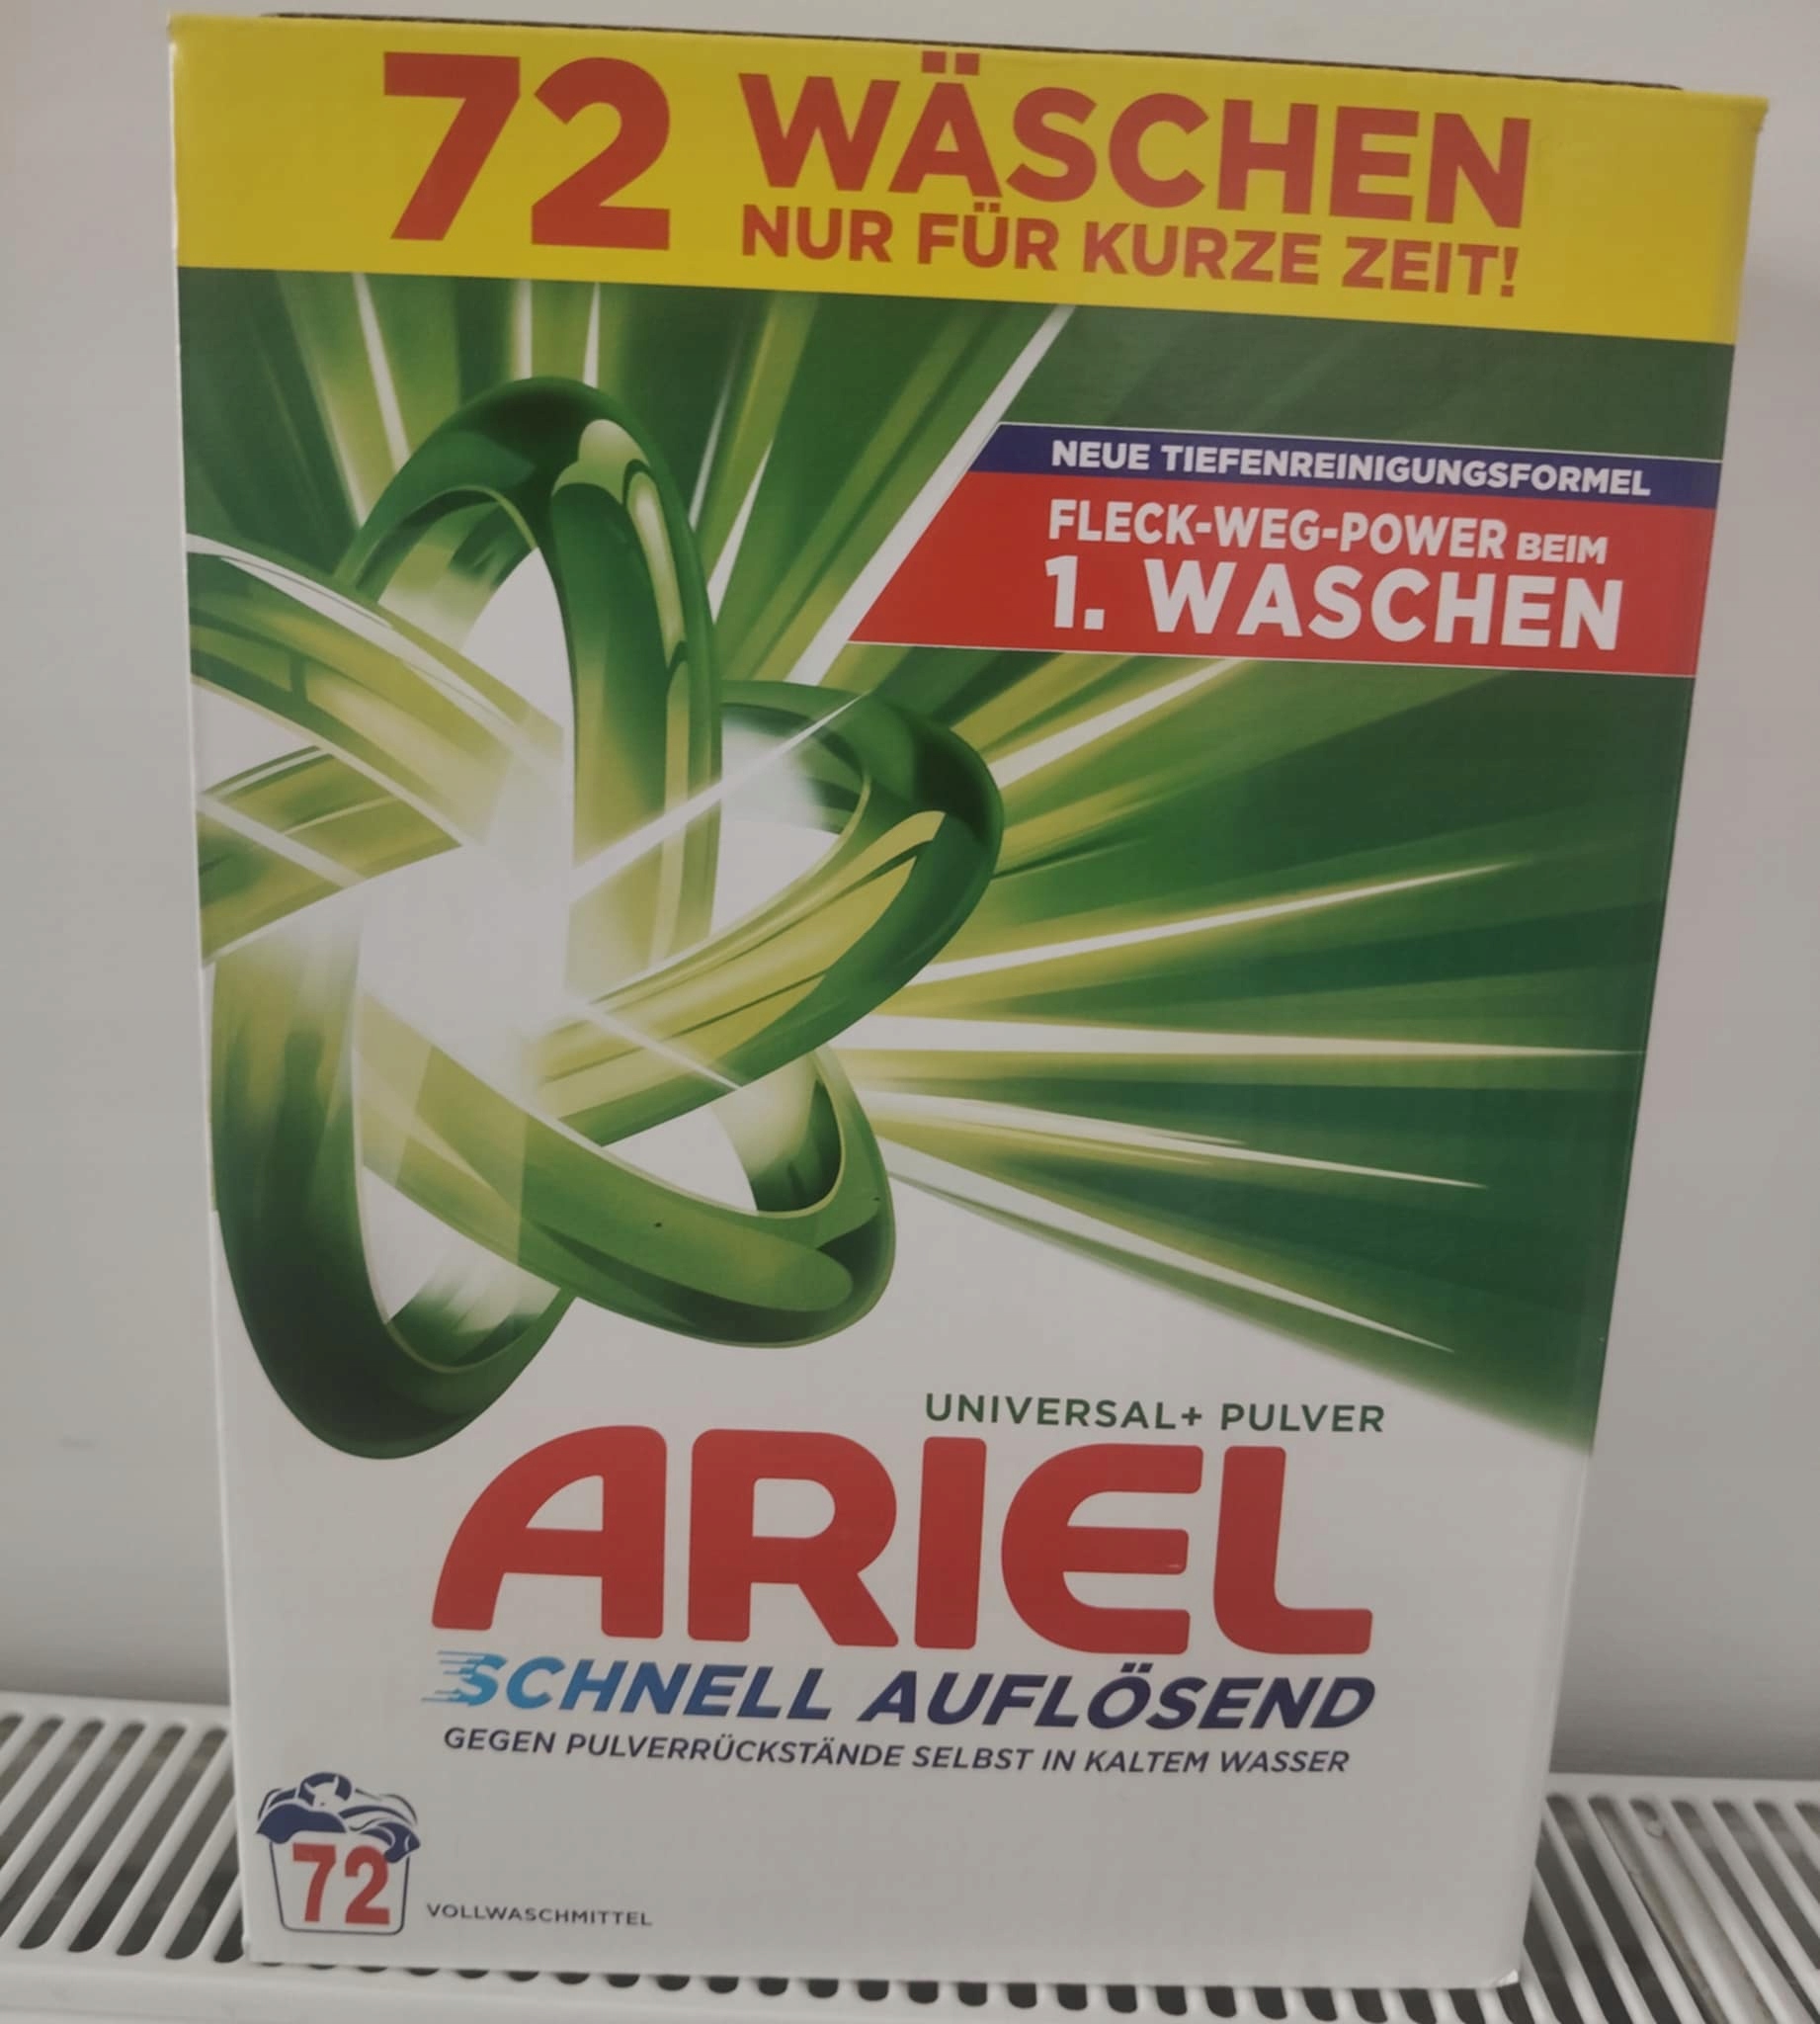 72 WÄSCHEN
NUR FÜR KURZE ZEIT!
NEUE TIEFENREINIGUNGSFORMEL
FLECK-WEG-POWER BEIM
1. WASCHEN
UNIVERSAL+ PULVER
ARIEL
SCHNELL AUFLÖSEND
GEGEN PULVERRÜCKSTÄNDE SELBST IN KALTEM WASSER
72
VOLLWASCHMITTEL